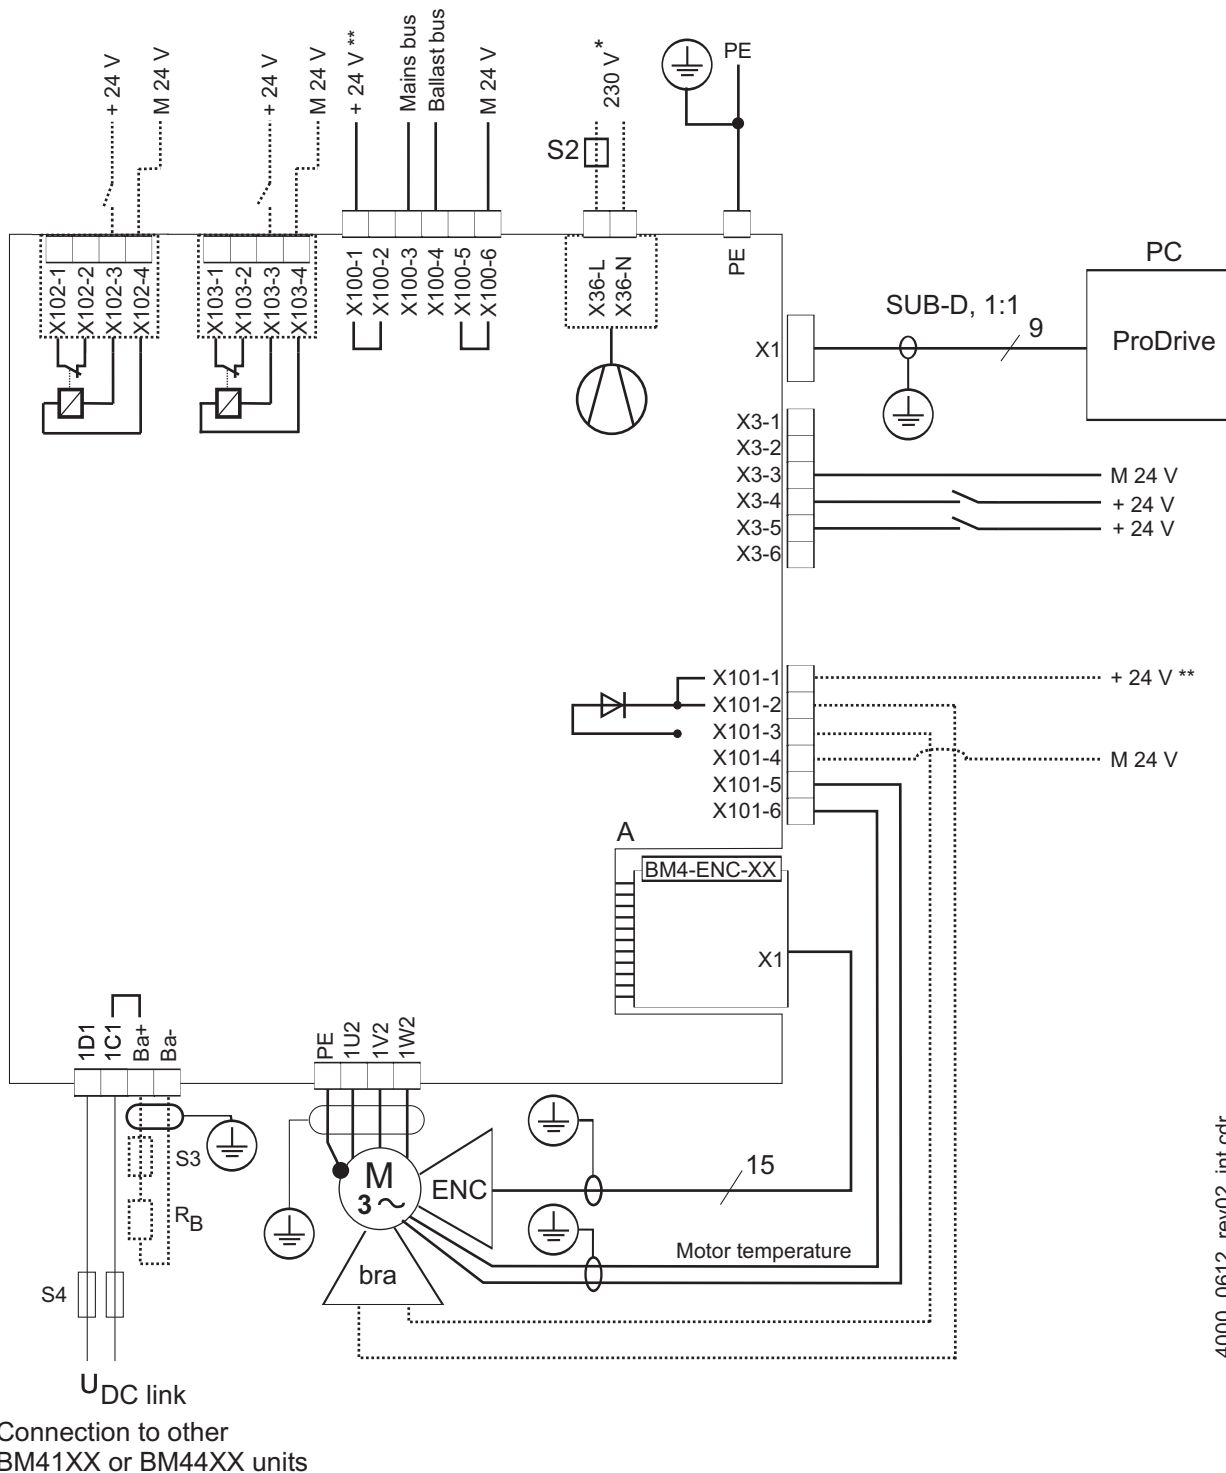 + 24 V
M 24 V
+ 24 V
M 24 V
+ 24 V **
Mains bus
Ballast bus
M 24 V
230 V *
PE
S2
X102-1
X102-2
X102-3
X102-4
X103-1
X103-2
X103-3
X103-4
X100-1
X100-2
X100-3
X100-4
X100-5
X100-6
X36-L
X36-N
PE
PC
SUB-D, 1:1
9
ProDrive
X1
X3-1
X3-2
X3-3
M 24 V
X3-4
+ 24 V
X3-5
+ 24 V
X3-6
X101-1
+ 24 V **
X101-2
X101-3
X101-4
M 24 V
X101-5
X101-6
A
BM4-ENC-XX
X1
1D1
1C1
Ba+
Ba-
PE
1U2
1V2
1W2
S3
RB
M
3 ~
ENC
15
Motor temperature
bra
S4
U DC link
Connection to other
BM41XX or BM44XX units
4000_0612_rev02_int.cdr